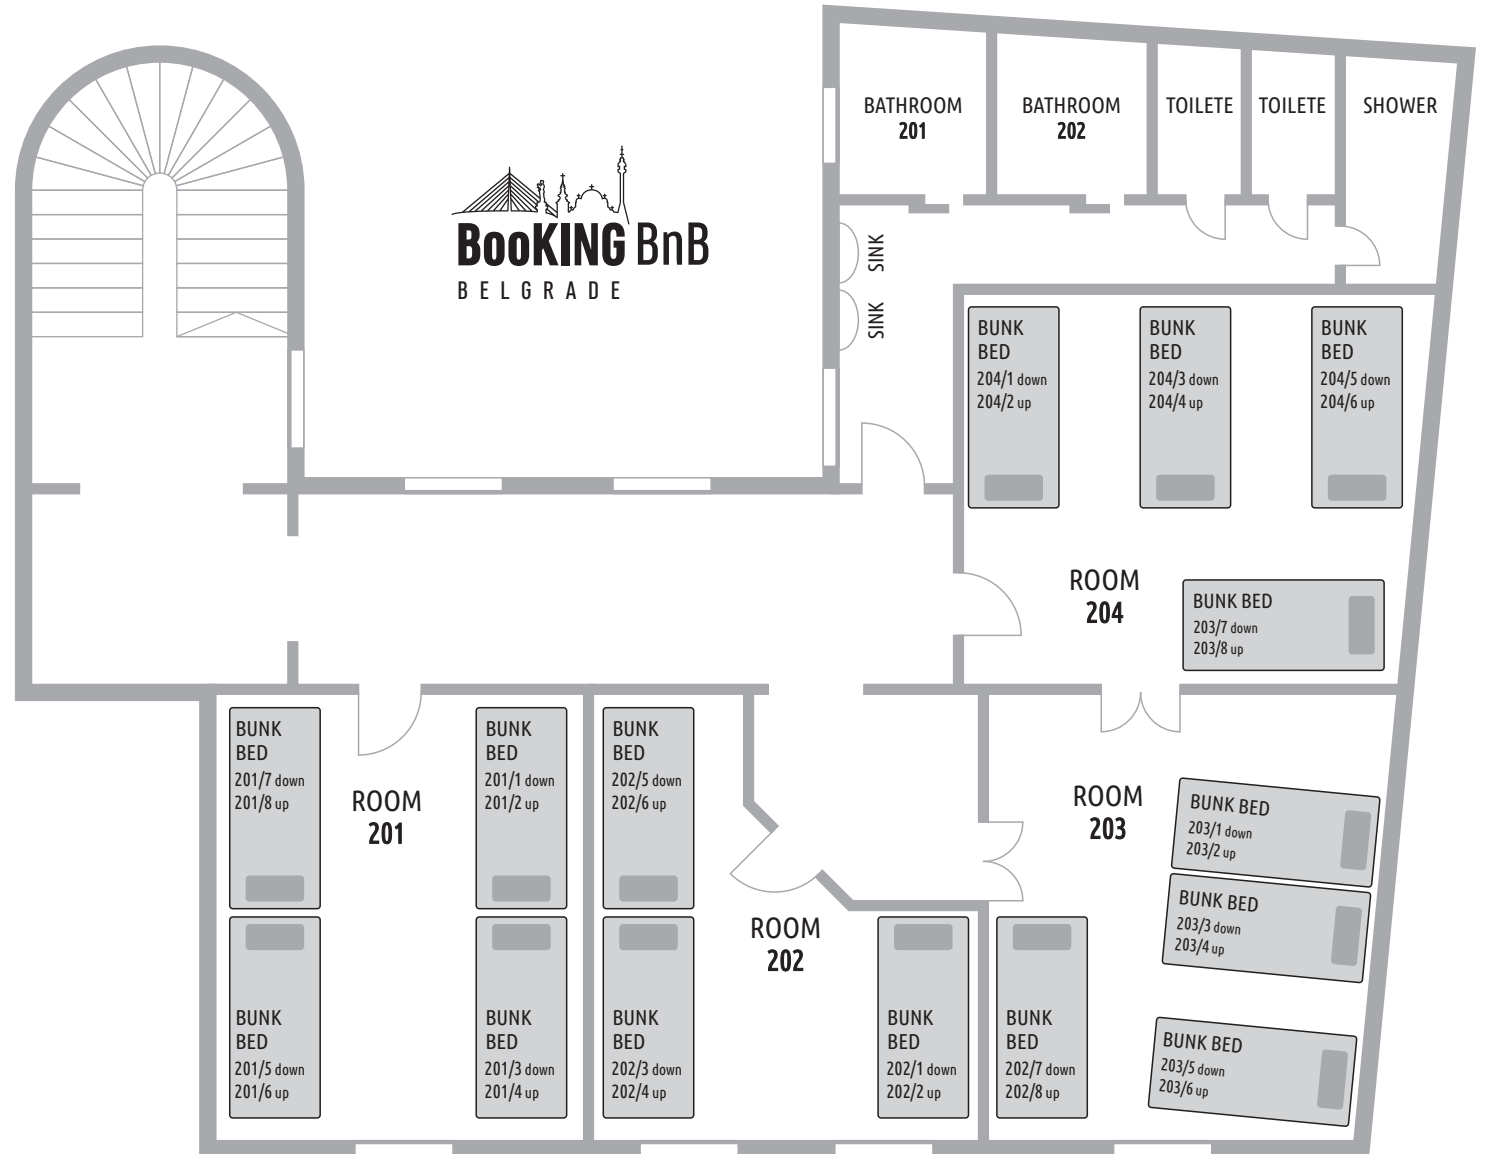 BATHROOM
201
BATHROOM
202
TOILETE
TOILETE
SHOWER
BooKING BnB
BELGRADE
SINK
SINK
BUNK
BED
204/1 down
204/2 up
BUNK
BED
204/3 down
204/4 up
BUNK
BED
204/5 down
204/6 up
ROOM
204
BUNK BED
203/7 down
203/8 up
BUNK
BED
201/7 down
201/8 up
ROOM
201
BUNK
BED
201/1 down
201/2 up
BUNK
BED
202/5 down
202/6 up
ROOM
203
BUNK BED
203/1 down
203/2 up
BUNK BED
203/3 down
203/4 up
ROOM
202
BUNK
BED
201/5 down
201/6 up
BUNK
BED
201/3 down
201/4 up
BUNK
BED
202/3 down
202/4 up
BUNK
BED
202/1 down
202/2 up
BUNK
BED
202/7 down
202/8 up
BUNK BED
203/5 down
203/6 up